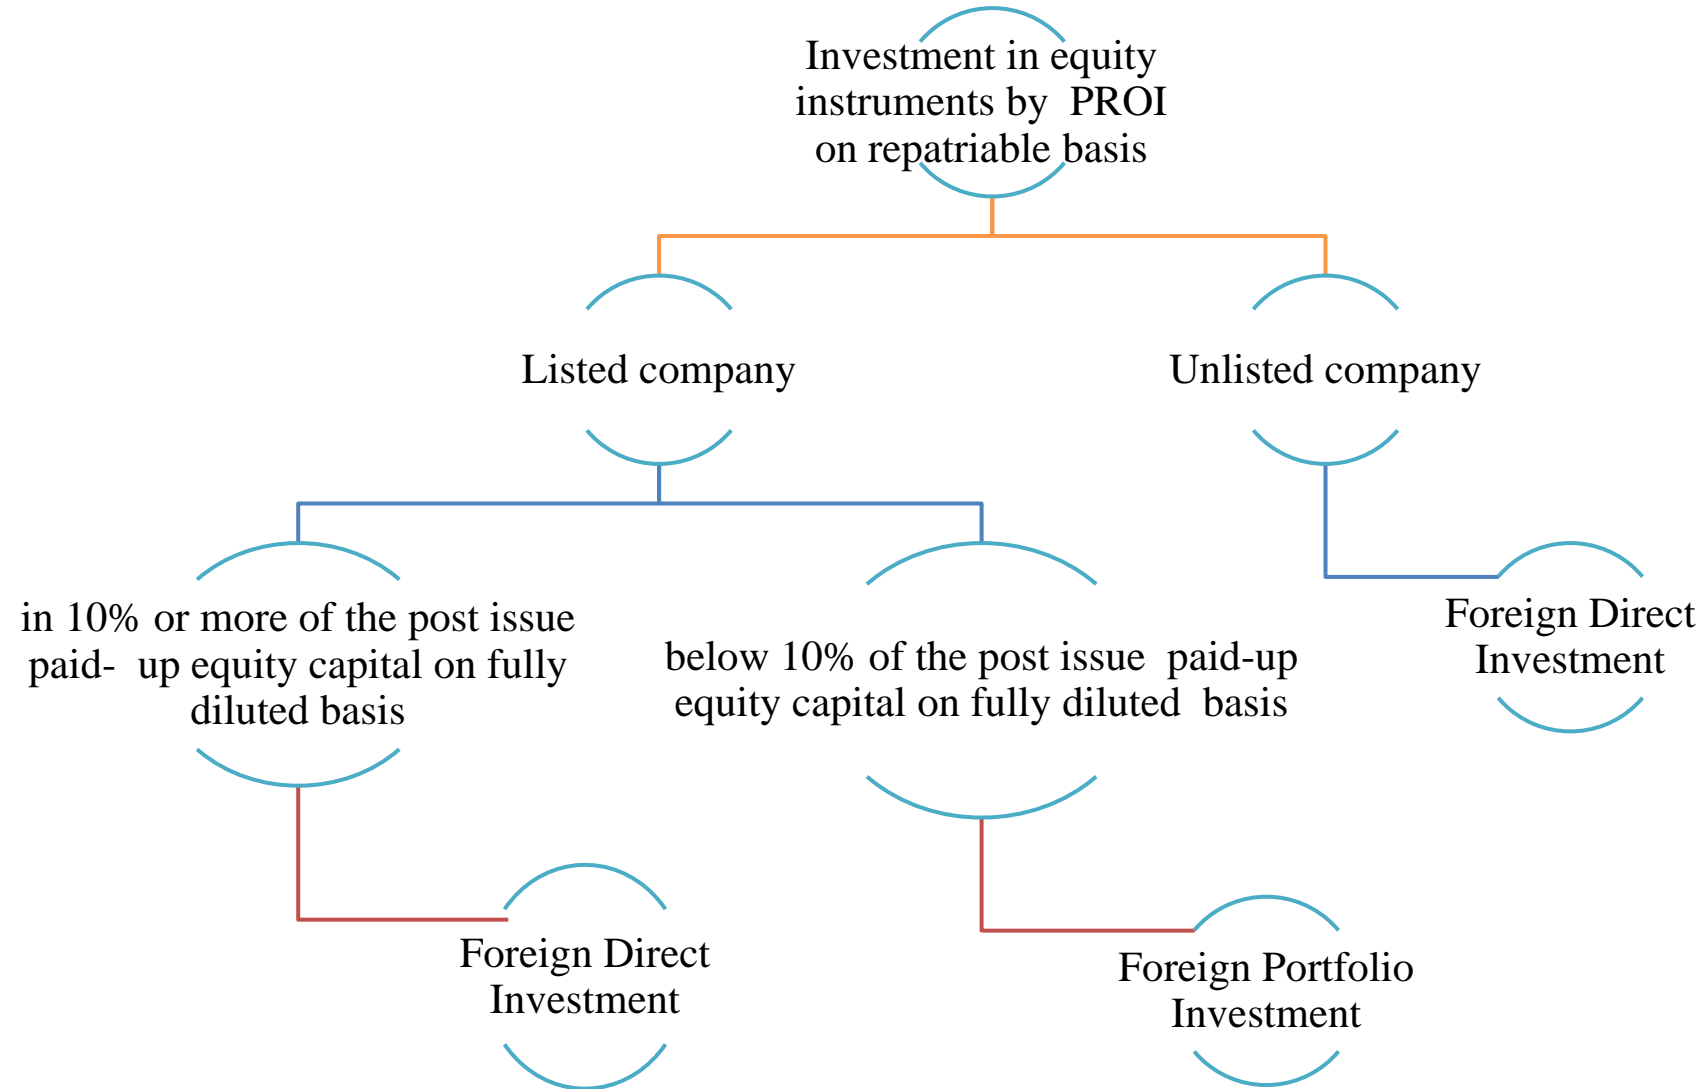 Investment in equity
instruments by  PROI
on repatriable basis
Listed company
Unlisted company
in 10% or more of the post issue
paid-  up equity capital on fully
diluted basis
below 10% of the post issue  paid-up
equity capital on fully diluted  basis
Foreign Direct
Investment
Foreign Direct
Investment
Foreign Portfolio
Investment